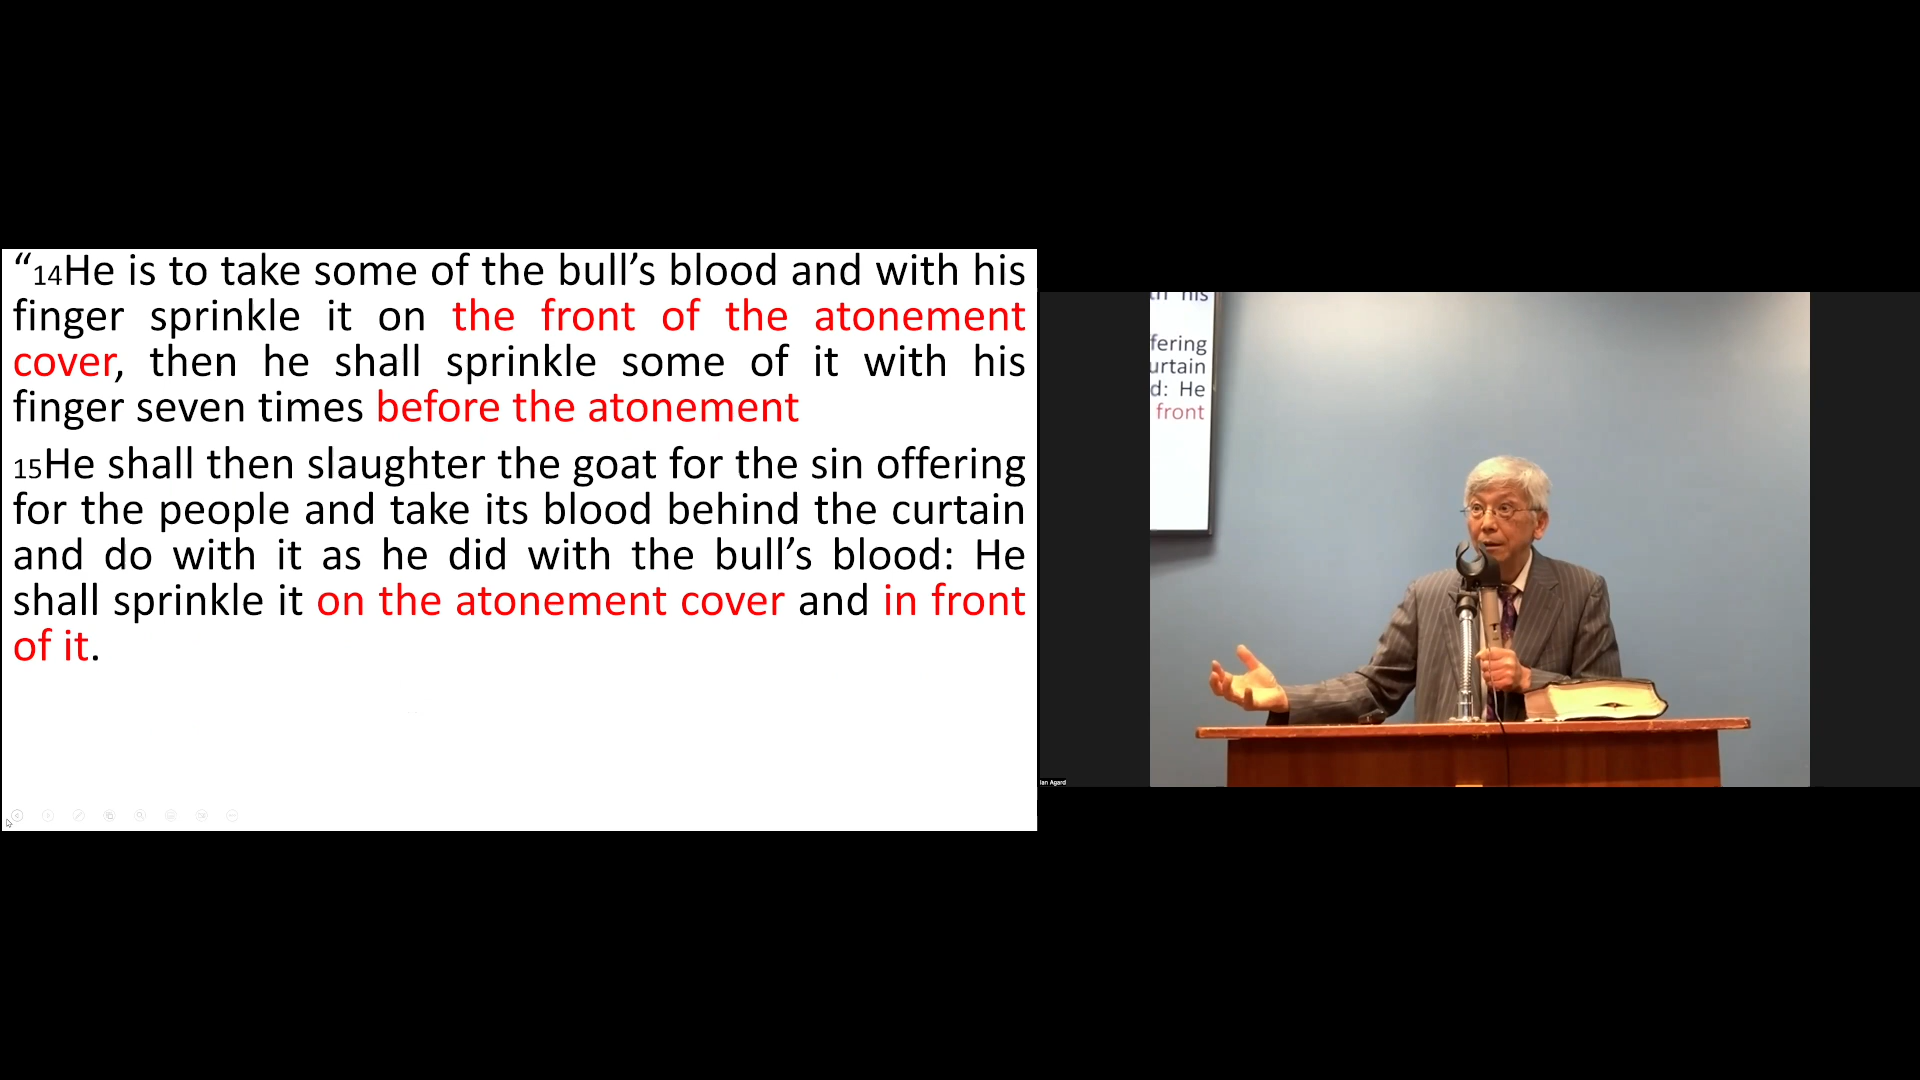 “14He is to take some of the bull’s blood and with his
finger sprinkle it on the front of the atonement
cover, then he shall sprinkle some of it with his
finger seven times before the atonement
15He shall then slaughter the goat for the sin offering
for the people and take its blood behind the curtain
and do with it as he did with the bull’s blood: He
shall sprinkle it on the atonement cover and in front
of it.
his
fering
urtain
d: He
front
Ian Agard